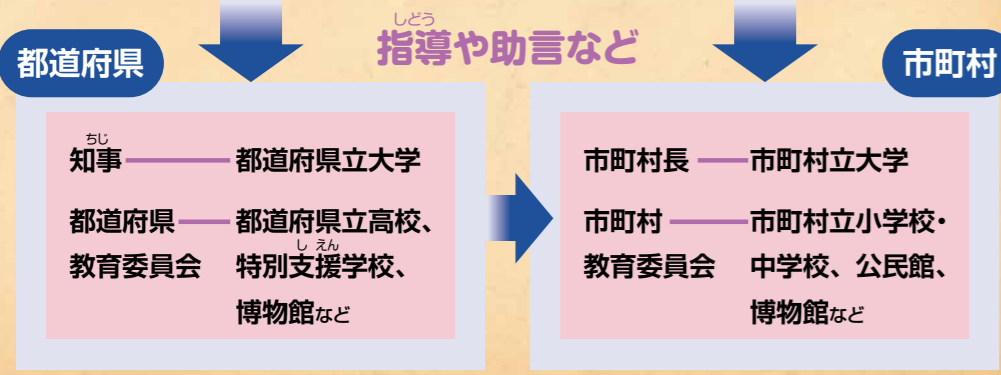 しどう
指導や助言など
都道府県
市町村
ちじ
知事 都道府県立大学
都道府県 都道府県立高校、
しえん
教育委員会 特別支援学校、
博物館など
市町村長 市町村立大学
市町村 市町村立小学校・
教育委員会 中学校、公民館、
博物館など